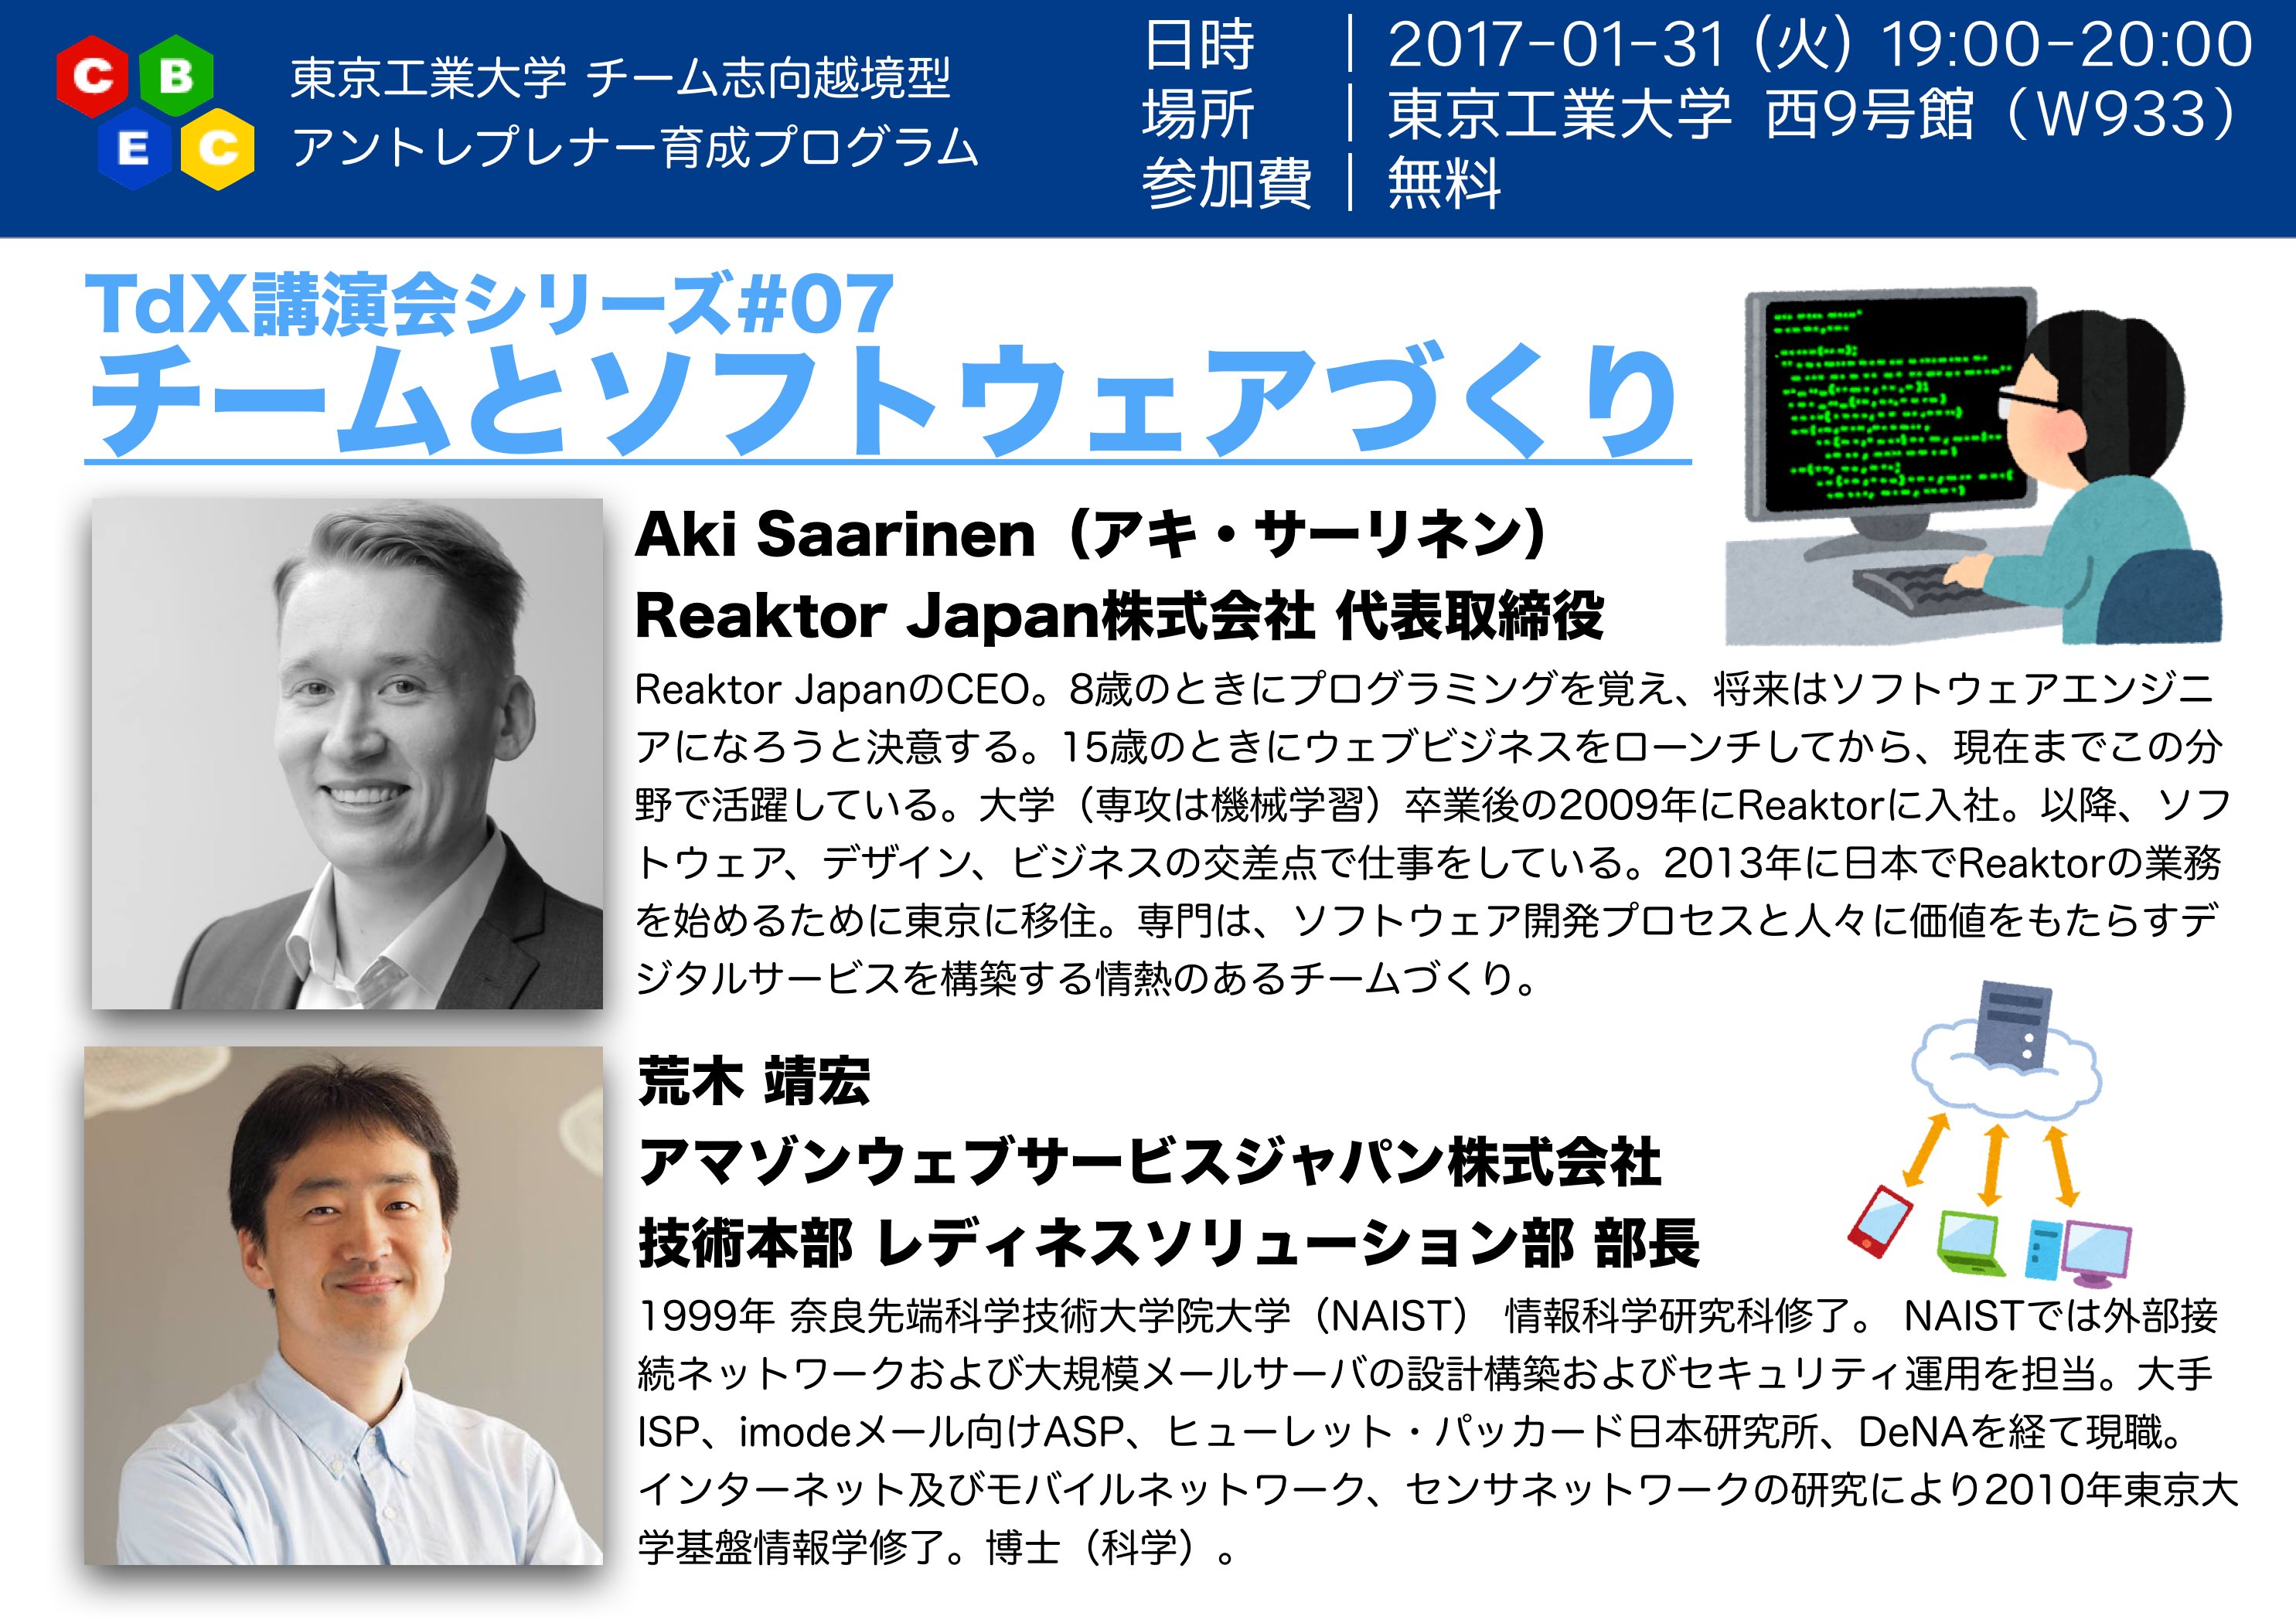 C B
E C
東京工業大学 チーム志向越境型
アントレプレナー育成プログラム
日時 | 2017-01-31 (火) 19:00-20:00
場所 | 東京工業大学 西9号館（W933）
参加費 | 無料
TdX講演会シリーズ#07
チームとソフトウェアづくり
Aki Saarinen（アキ・サーリネン）
Reaktor Japan株式会社 代表取締役
Reaktor JapanのCEO。8歳のときにプログラミングを覚え、将来はソフトウェアエンジニ
アになろうと決意する。15歳のときにウェブビジネスをローンチしてから、現在までこの分
野で活躍している。大学（専攻は機械学習）卒業後の2009年にReaktorに入社。以降、ソフ
トウェア、デザイン、ビジネスの交差点で仕事をしている。2013年に日本でReaktorの業務
を始めるために東京に移住。専門は、ソフトウェア開発プロセスと人々に価値をもたらすデ
ジタルサービスを構築する情熱のあるチームづくり。
荒木 靖宏
アマゾンウェブサービスジャパン株式会社
技術本部 レディネスソリューション部 部長
1999年 奈良先端科学技術大学院大学（NAIST） 情報科学研究科修了。 NAISTでは外部接
続ネットワークおよび大規模メールサーバの設計構築およびセキュリティ運用を担当。大手
ISP、imodeメール向けASP、ヒューレット・パッカード日本研究所、DeNAを経て現職。
インターネット及びモバイルネットワーク、センサネットワークの研究により2010年東京大
学基盤情報学修了。博士（科学）。